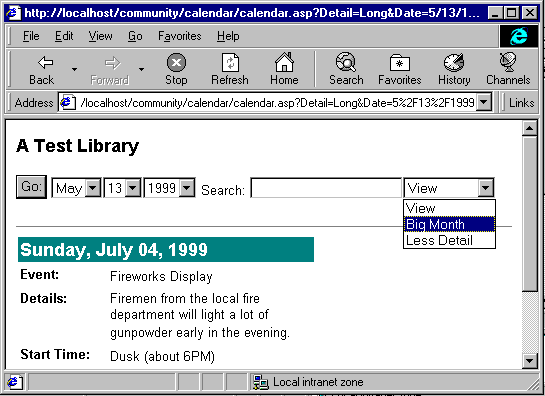 http://localhost/community/calendar/calendar.asp?Detail=Long&Date=5/13/1...
File Edit View Go Favorites Help
Back Forward Stop Refresh Home Search Favorites History Channels
Address /localhost/community/calendar/calendar.asp?Detail=Long&Date=5%2F13%2F1999 Links
A Test Library
Go: May 13 1999 Search: View
View
Big Month
Less Detail
Sunday, July 04, 1999
Event: Fireworks Display
Details: Firemen from the local fire
department will light a lot of
gunpowder early in the evening.
Start Time: Dusk (about 6PM)
Local intranet zone